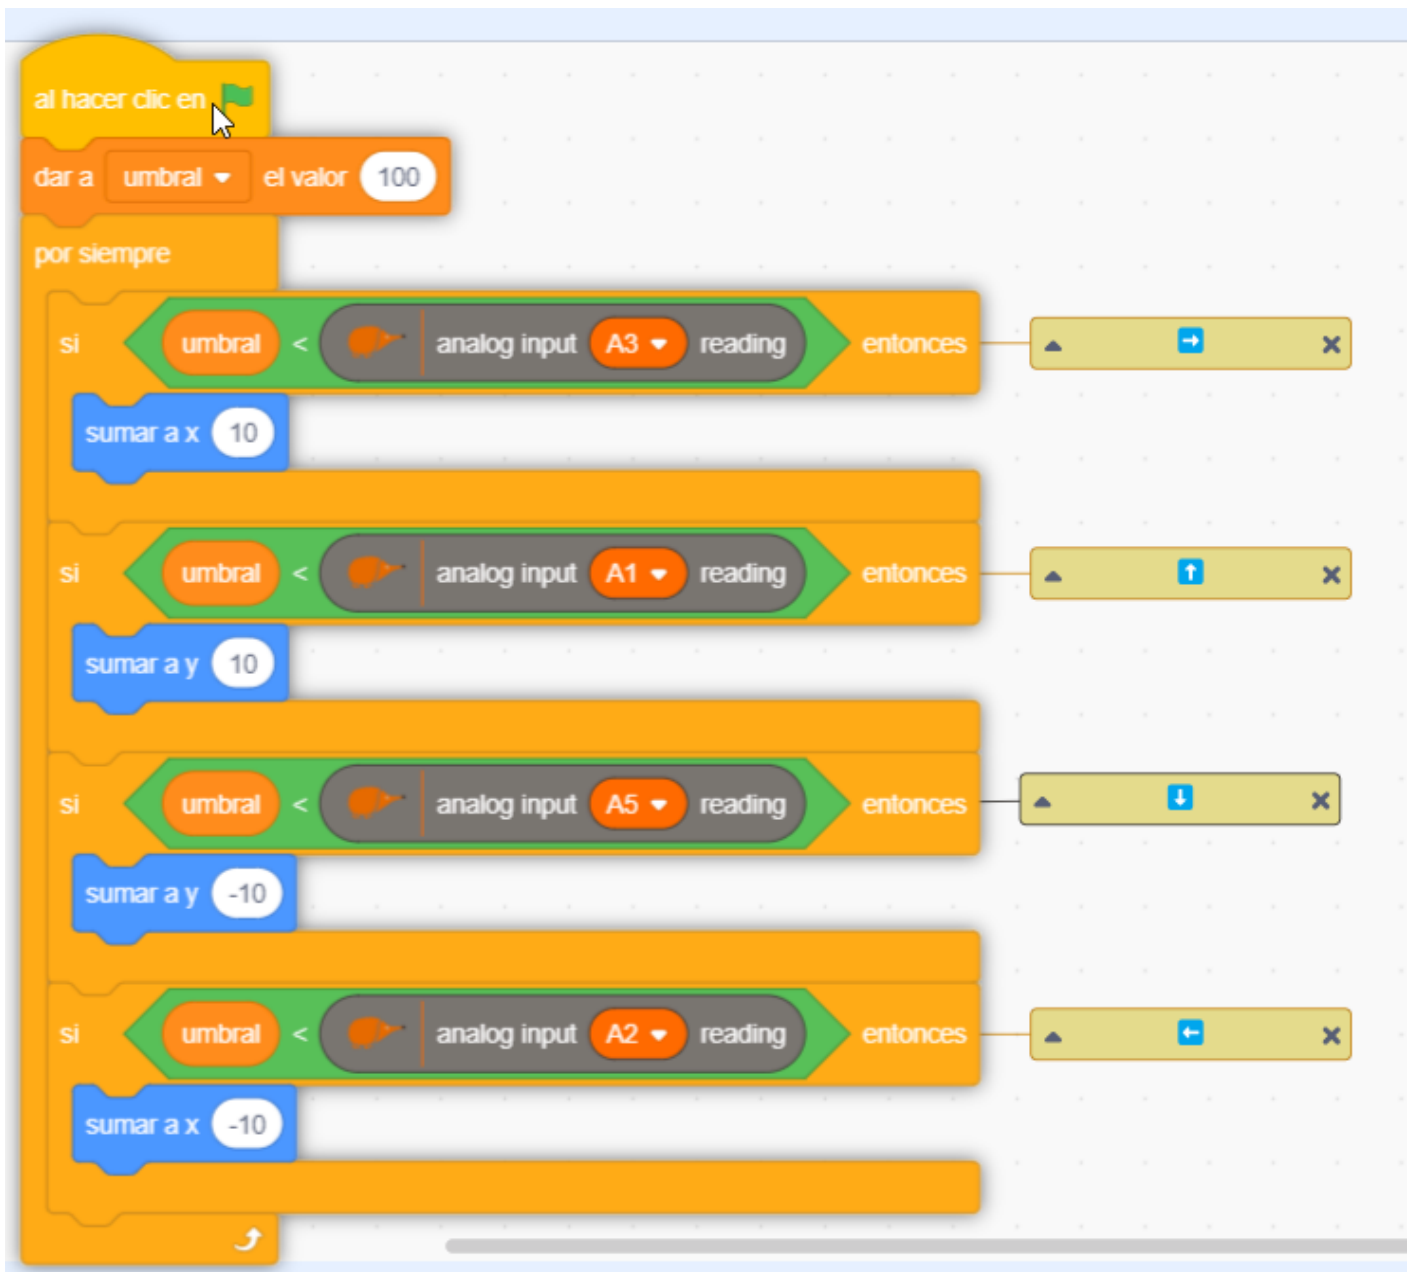 al hacer clic en
dar a umbral el valor 100
por siempre
si umbral < analog input A3 reading entonces
sumar a x 10
si umbral < analog input A1 reading entonces
sumar a y 10
si umbral < analog input A5 reading entonces
sumar a y -10
si umbral < analog input A2 reading entonces
sumar a x -10